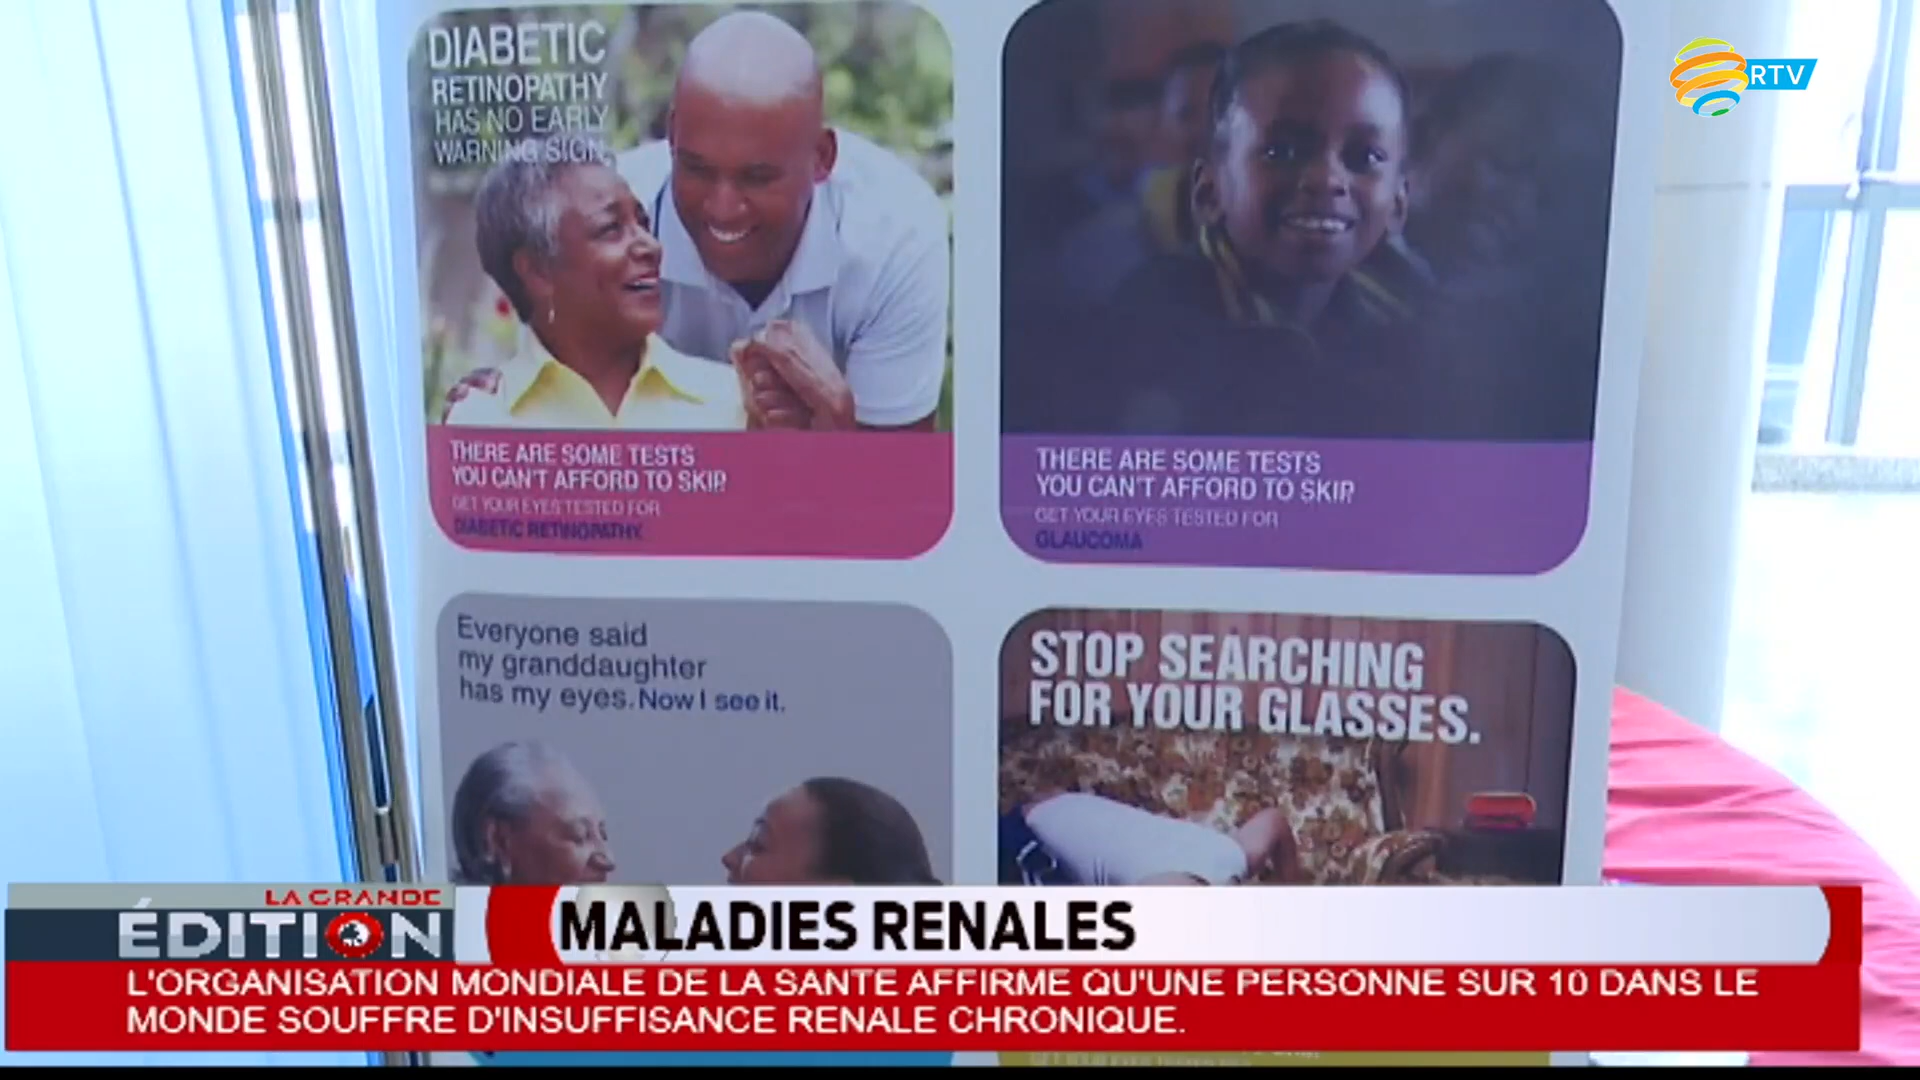 RTV
DIABETIC
RETINOPATHY
HAS NO EARLY
WARNING SIGN.
THERE ARE SOME TESTS
YOU CAN'T AFFORD TO SKIP.
GET YOUR EYES TESTED FOR
DIABETIC RETINOPATHY.
THERE ARE SOME TESTS
YOU CAN'T AFFORD TO SKIP.
GET YOUR EYES TESTED FOR
GLAUCOMA
Everyone said
my granddaughter
has my eyes. Now I see it.
STOP SEARCHING
FOR YOUR GLASSES.
LA GRANDE
ÉDITION
MALADIES RENALES
L'ORGANISATION MONDIALE DE LA SANTE AFFIRME QU'UNE PERSONNE SUR 10 DANS LE
MONDE SOUFFRE D'INSUFFISANCE RENALE CHRONIQUE.